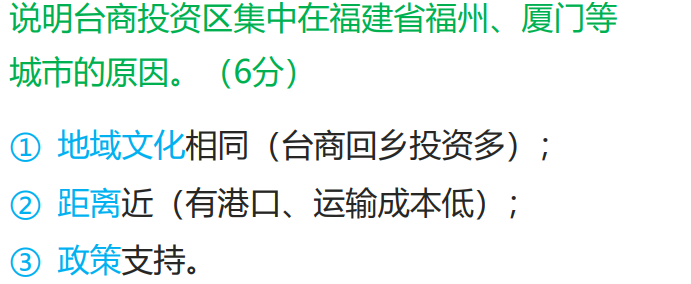 说明台商投资区集中在福建省福州、厦门等
城市的原因。（6分）
① 地域文化相同（台商回乡投资多）；
② 距离近（有港口、运输成本低）；
③ 政策支持。